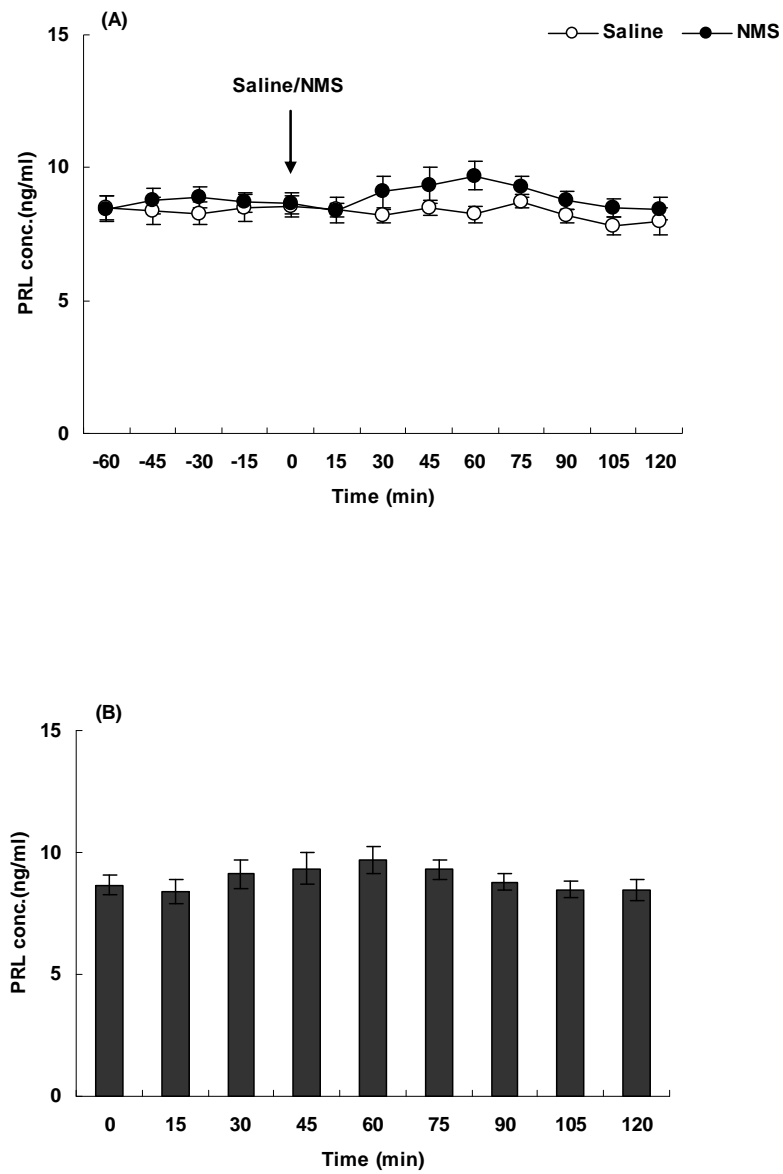 (A)
Saline NMS
15
Saline/NMS
10
PRL conc.(ng/ml)
5
0
-60 -45 -30 -15 0 15 30 45 60 75 90 105 120
Time (min)
(B)
15
10
PRL conc.(ng/ml)
5
0
0 15 30 45 60 75 90 105 120
Time (min)